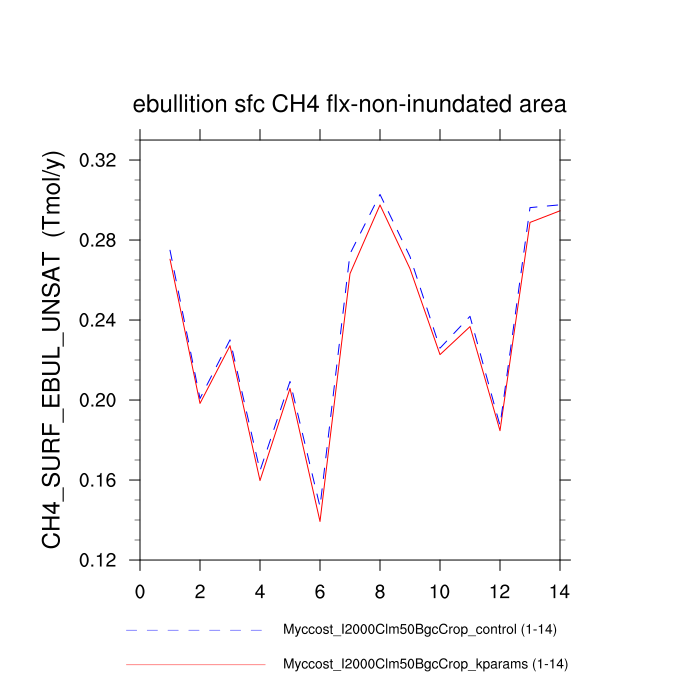 ebullition sfc CH4 flx-non-inundated area
CH4_SURF_EBUL_UNSAT (Tmol/y)
0.32
0.28
0.24
0.20
0.16
0.12
0 2 4 6 8 10 12 14
Myccost_I2000Clm50BgcCrop_control (1-14)
Myccost_I2000Clm50BgcCrop_kparams (1-14)